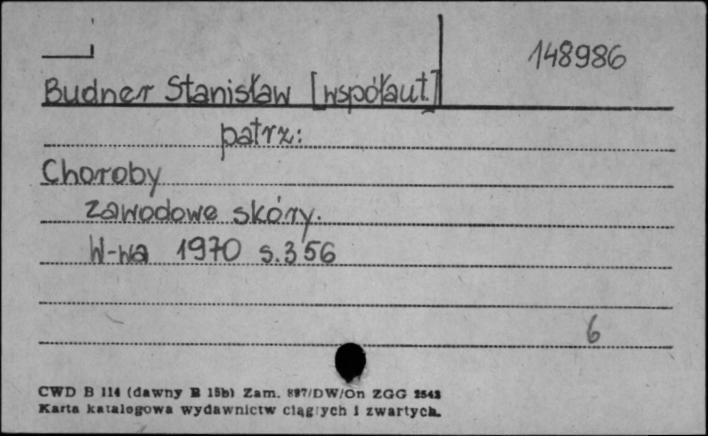 148986
Budner Stanisław [współaut.]
patrz:
Choroby
zawodowe skóry.
W-wa 1970 s.356
6
CWD B 114 (dawny B 15b) Zam. 897/DW/On ZGG 2543
Karta katalogowa wydawnictw ciągłych i zwartych.